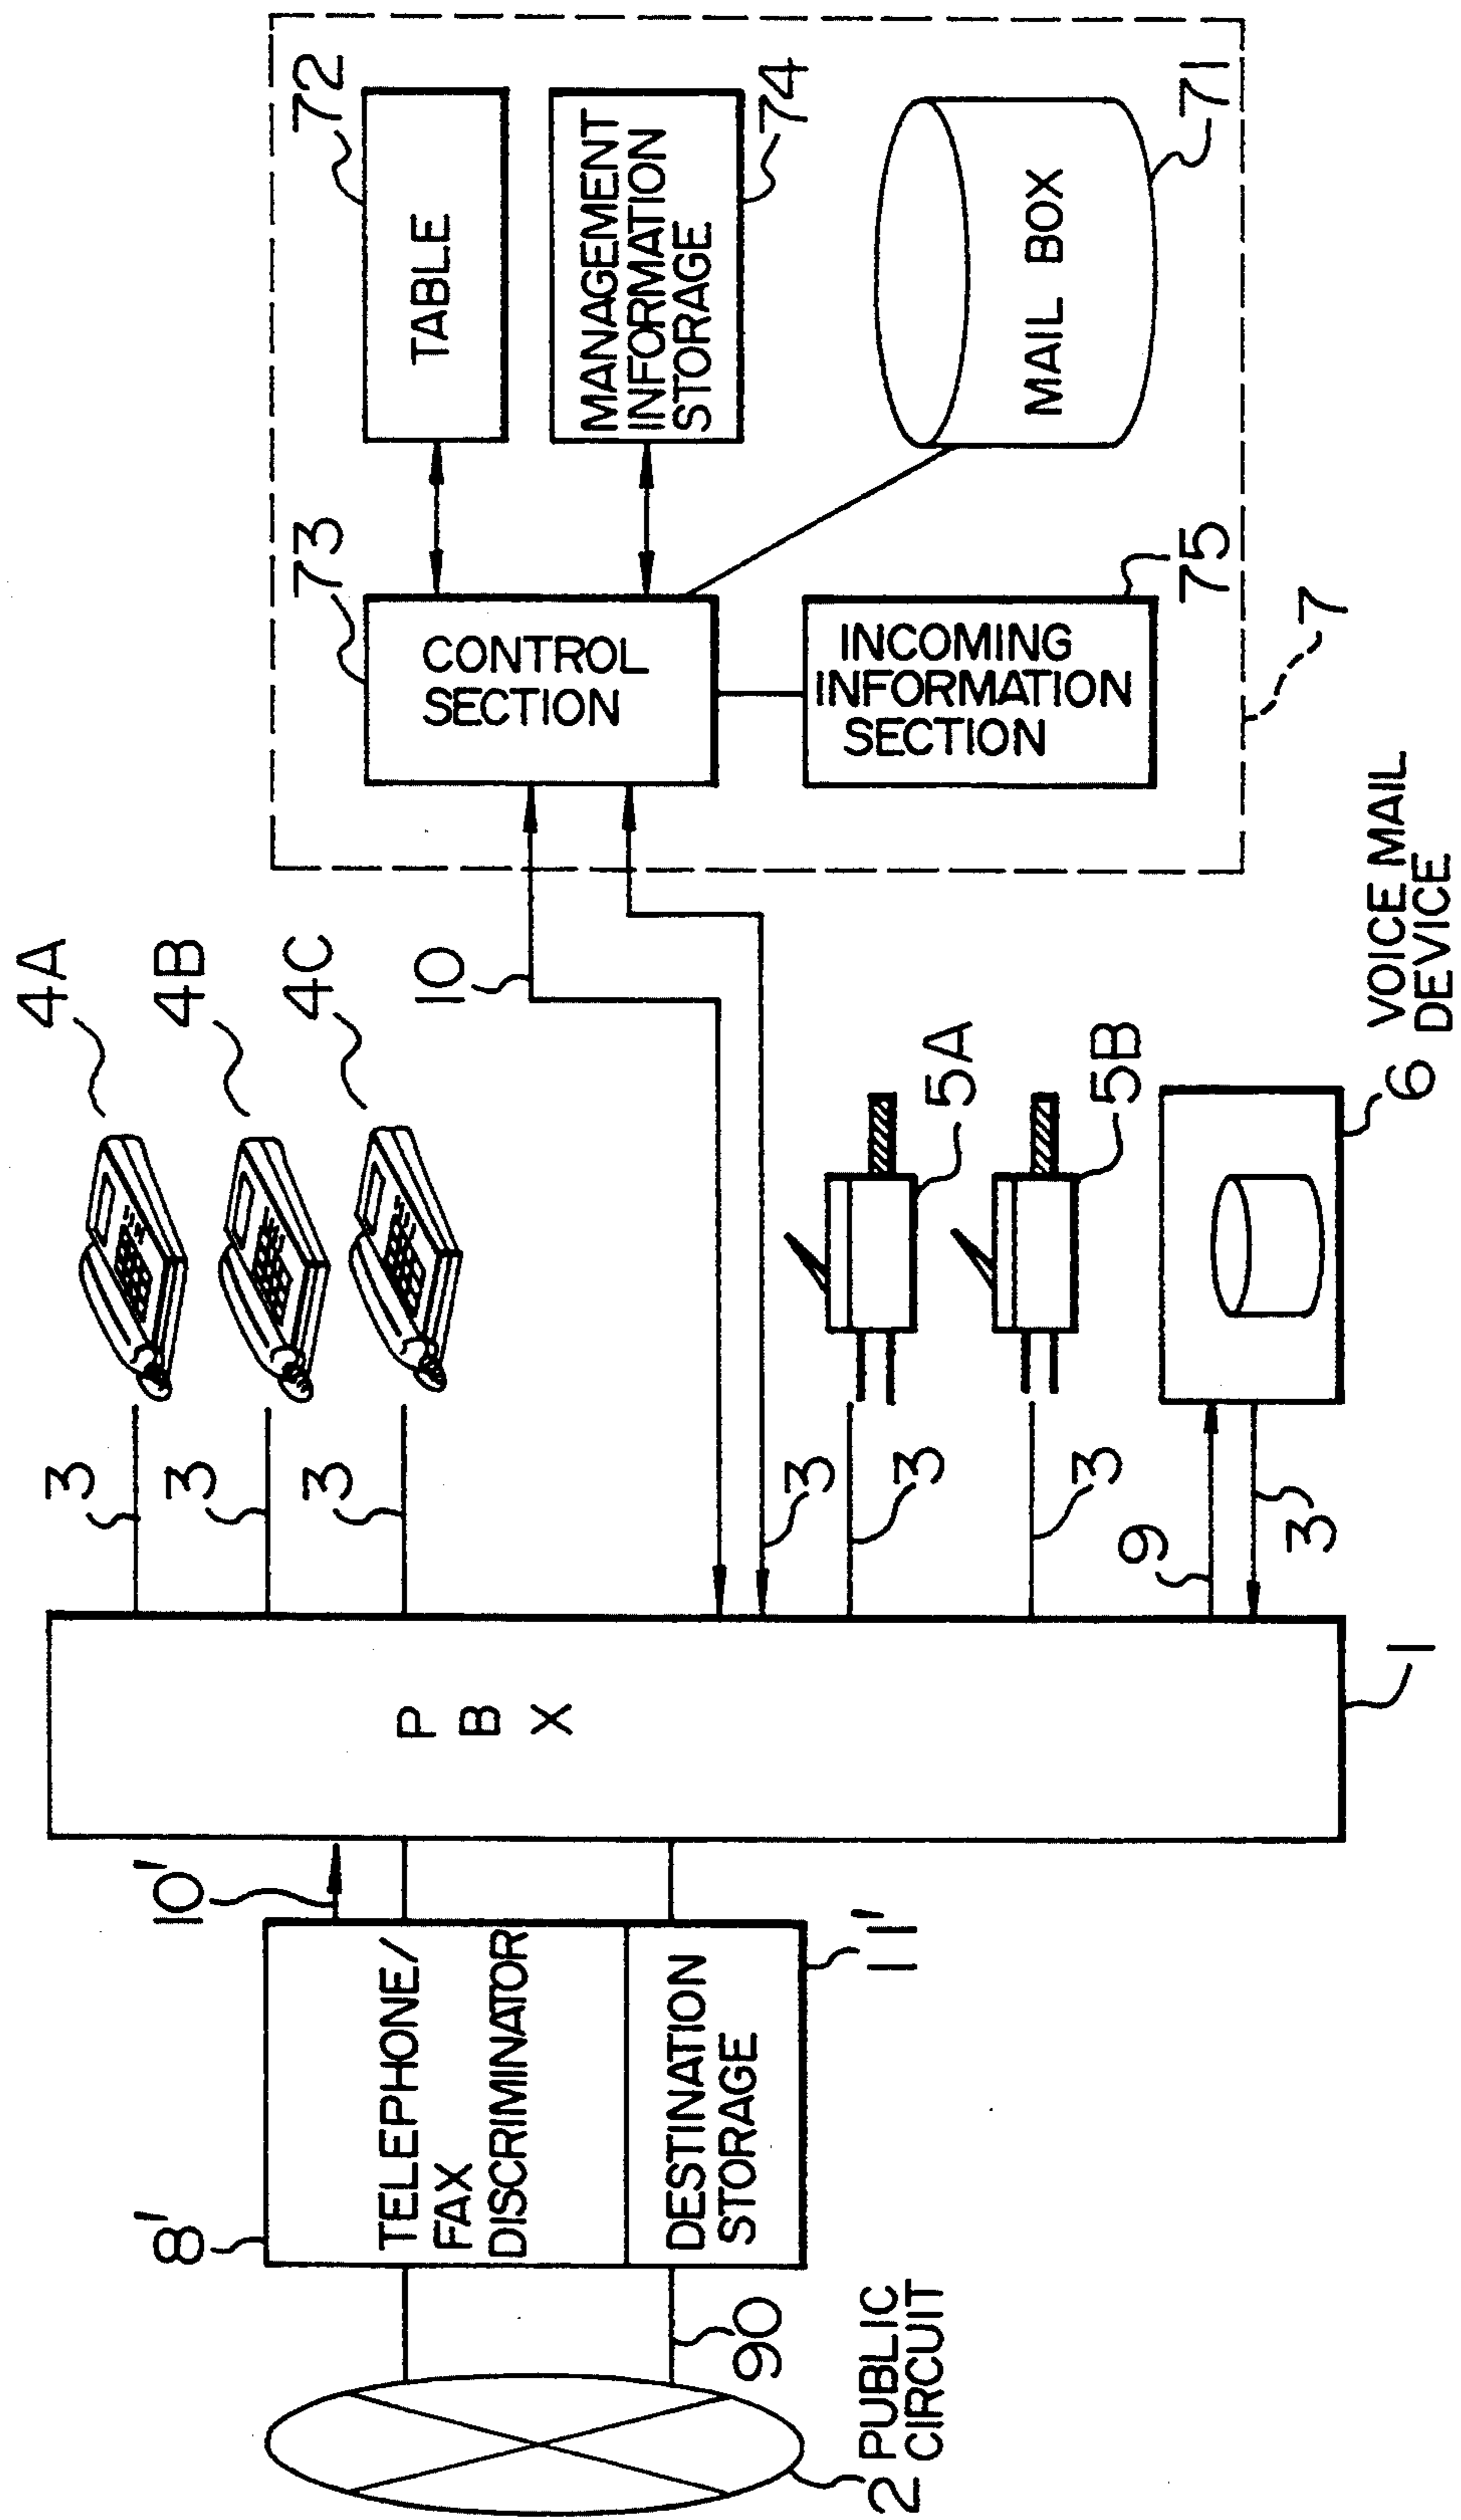 4A
4B
4C
3
3
3
10
3
5A
3
5B
3
9
3
6
VOICE MAIL
DEVICE
P
B
X
1
10'
8'
TELEPHONE/
FAX
DISCRIMINATOR
DESTINATION
STORAGE
11'
90
2 PUBLIC
CIRCUIT
72
TABLE
MANAGEMENT
INFORMATION
STORAGE
74
73
CONTROL
SECTION
INCOMING
INFORMATION
SECTION
75
MAIL BOX
71
7